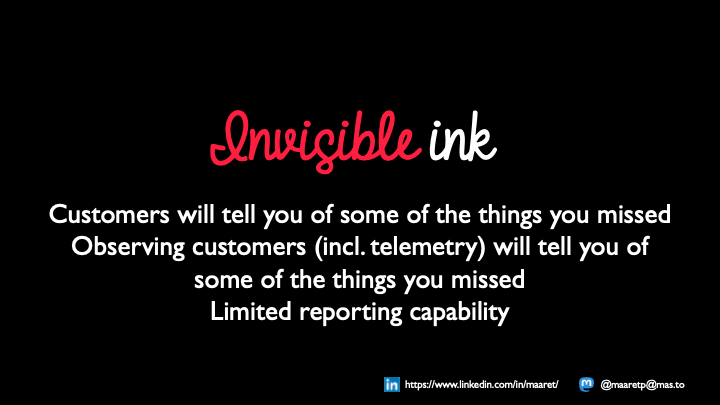 Invisible ink
Customers will tell you of some of the things you missed
Observing customers (incl. telemetry) will tell you of
some of the things you missed
Limited reporting capability
in https://www.linkedin.com/in/maaret/ m @maaretp@mas.to